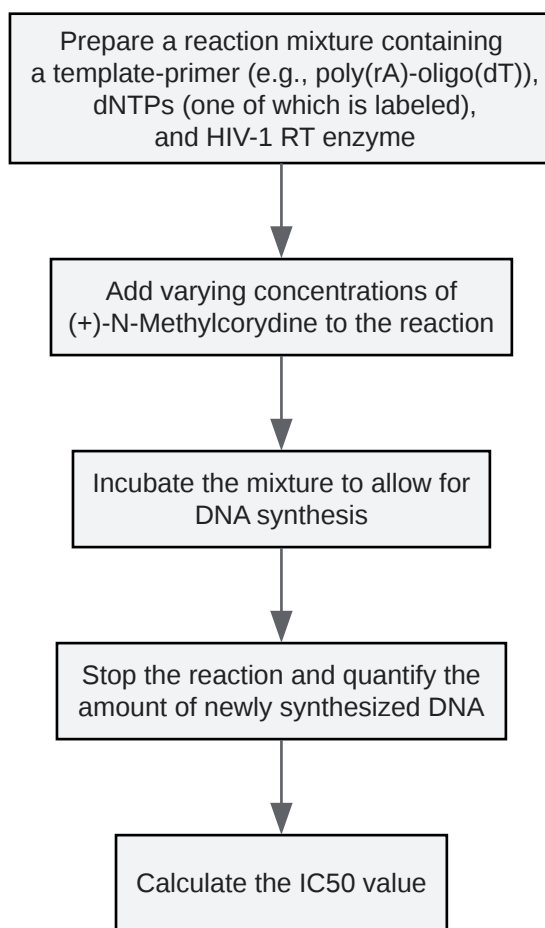 Prepare a reaction mixture containing
a template-primer (e.g., poly(rA)-oligo(dT)),
dNTPs (one of which is labeled),
and HIV-1 RT enzyme
Add varying concentrations of
(+)-N-Methylcorydine to the reaction
Incubate the mixture to allow for
DNA synthesis
Stop the reaction and quantify the
amount of newly synthesized DNA
Calculate the IC50 value